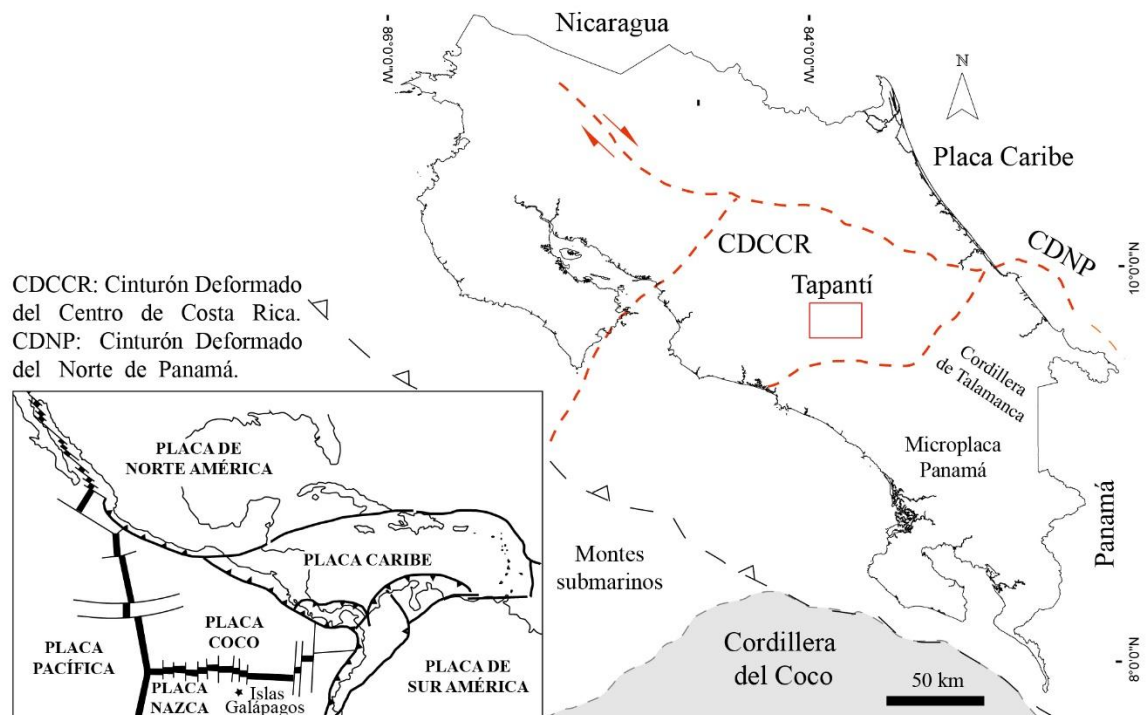 Nicaragua
86°0'0"W
84°0'0"W
N
Placa Caribe
CDCCR
CDNP
10°0'0"N
Tapantí
CDCCR: Cinturón Deformado
del Centro de Costa Rica.
CDNP: Cinturón Deformado
del Norte de Panamá.
Cordillera
de Talamanca
Microplaca
Panamá
Panamá
Montes
submarinos
Cordillera
del Coco
50 km
8°0'0"N
PLACA DE
NORTE AMÉRICA
PLACA CARIBE
PLACA
COCO
PLACA
PACÍFICA
PLACA
NAZCA
Islas
Galápagos
PLACA DE
SUR AMÉRICA